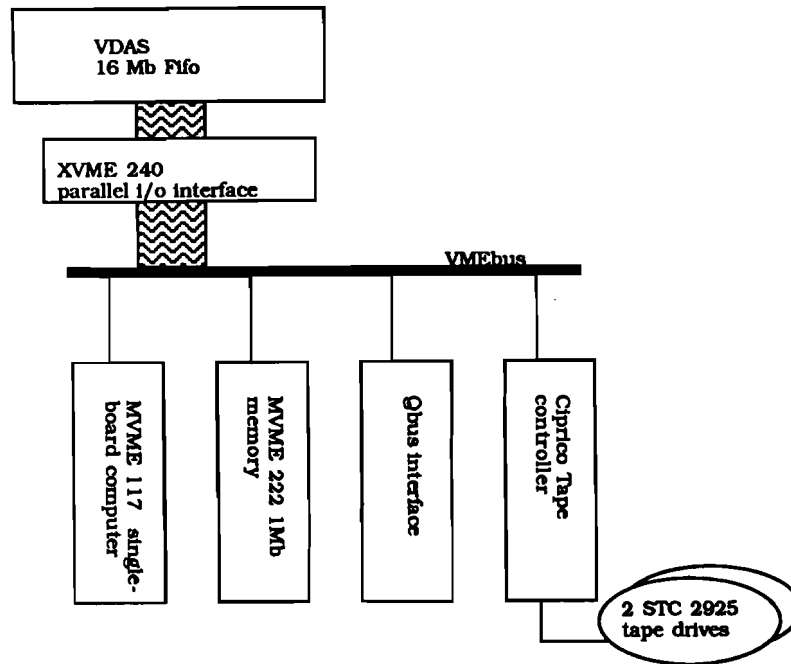 VDAS
16 Mb Fifo
XVME 240
parallel i/o interface
VMEbus
MVME 117 single-
board computer
MVME 222 1Mb
memory
Qbus interface
Ciprico Tape
controller
2 STC 2925
tape drives